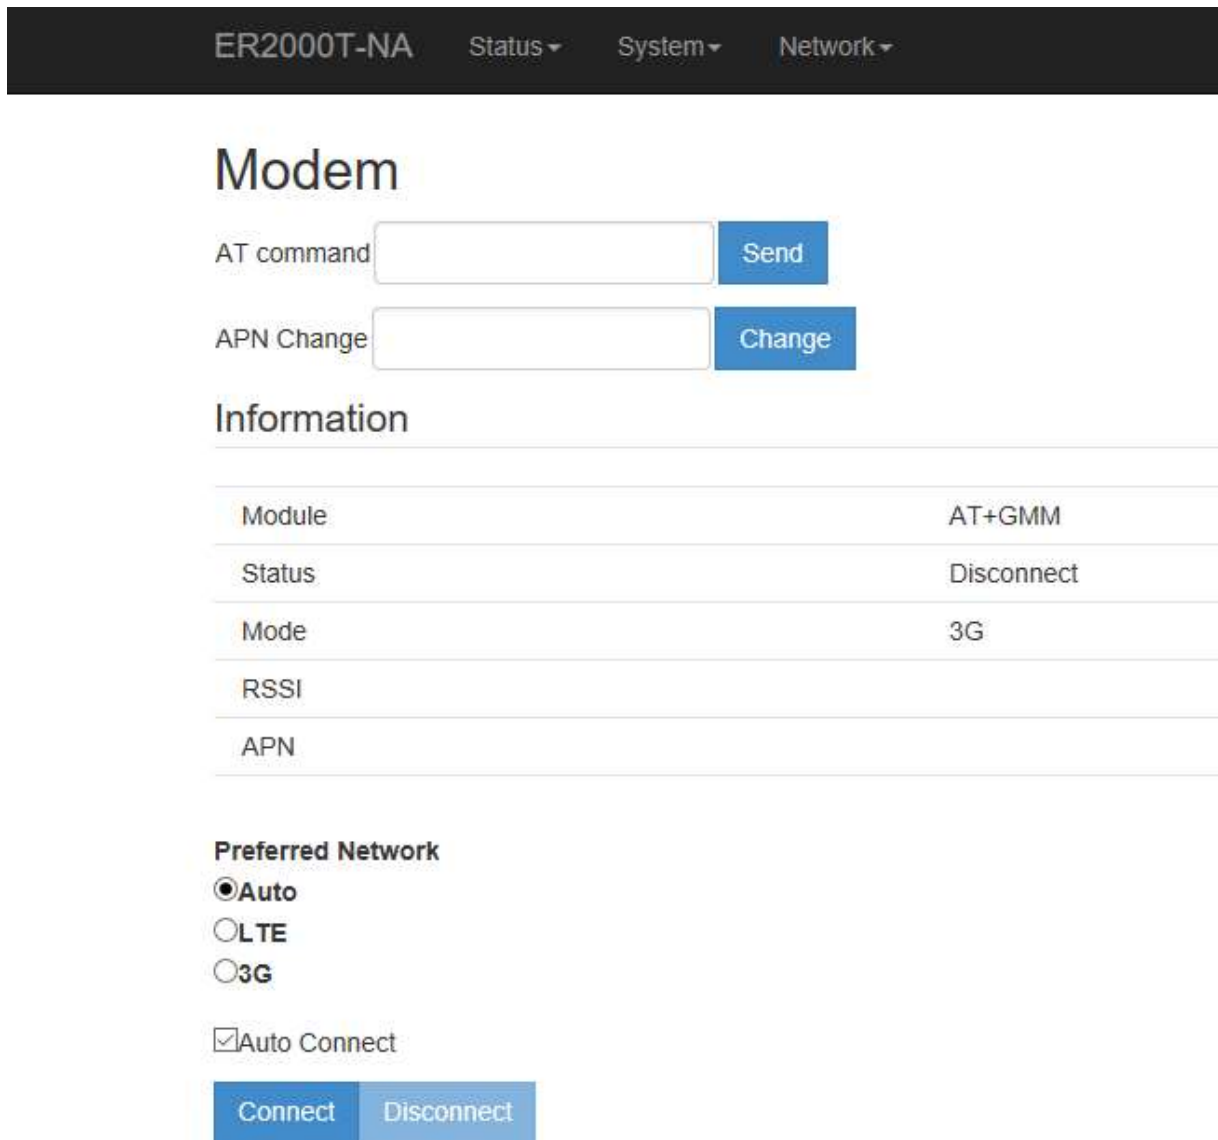 ER2000T-NA Status System Network
Modem
AT command Send
APN Change Change
Information
Module AT+GMM
Status Disconnect
Mode 3G
RSSI
APN
Preferred Network
Auto
LTE
3G
Auto Connect
Connect Disconnect